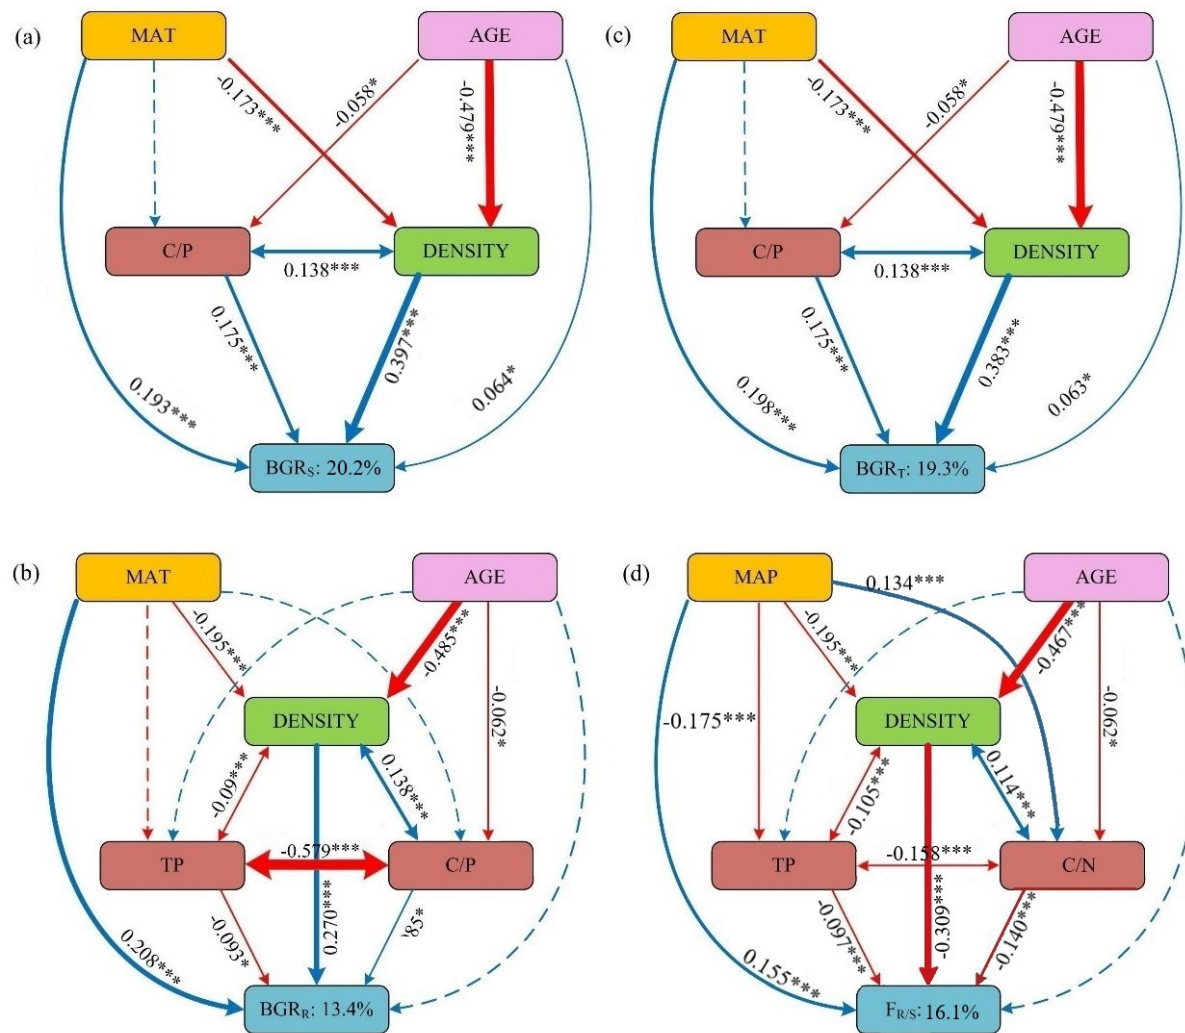 (a)
MAT
AGE
-0.173***
-0.058*
-0.479***
C/P
DENSITY
0.138***
0.175***
0.397***
0.193***
0.064*
BGRS: 20.2%
(c)
MAT
AGE
-0.173***
-0.058*
-0.479***
C/P
DENSITY
0.138***
0.175***
0.383***
0.198***
0.063*
BGRT: 19.3%
(b)
MAT
AGE
-0.195***
-0.485***
-0.062*
DENSITY
-0.09***
0.138***
TP
-0.579***
C/P
0.270***
-0.093*
0.208***
BGRR: 13.4%
(d)
MAP
0.134***
AGE
-0.195***
-0.467***
-0.175***
-0.062*
DENSITY
-0.105***
0.114***
TP
-0.158***
C/N
-0.309***
-0.097***
-0.140***
0.155***
FR/S: 16.1%